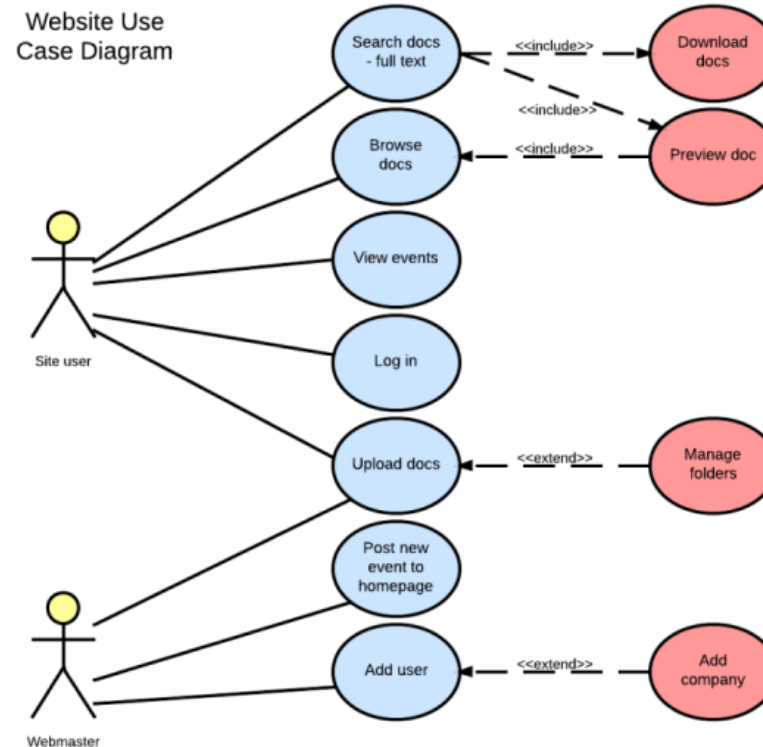 Website Use
Case Diagram
Search docs
- full text
<<include>>
Download
docs
<<include>>
Browse
docs
<<include>>
Preview doc
View events
Site user
Log in
Upload docs
<<extend>>
Manage
folders
Post new
event to
homepage
Add user
<<extend>>
Add
company
Webmaster